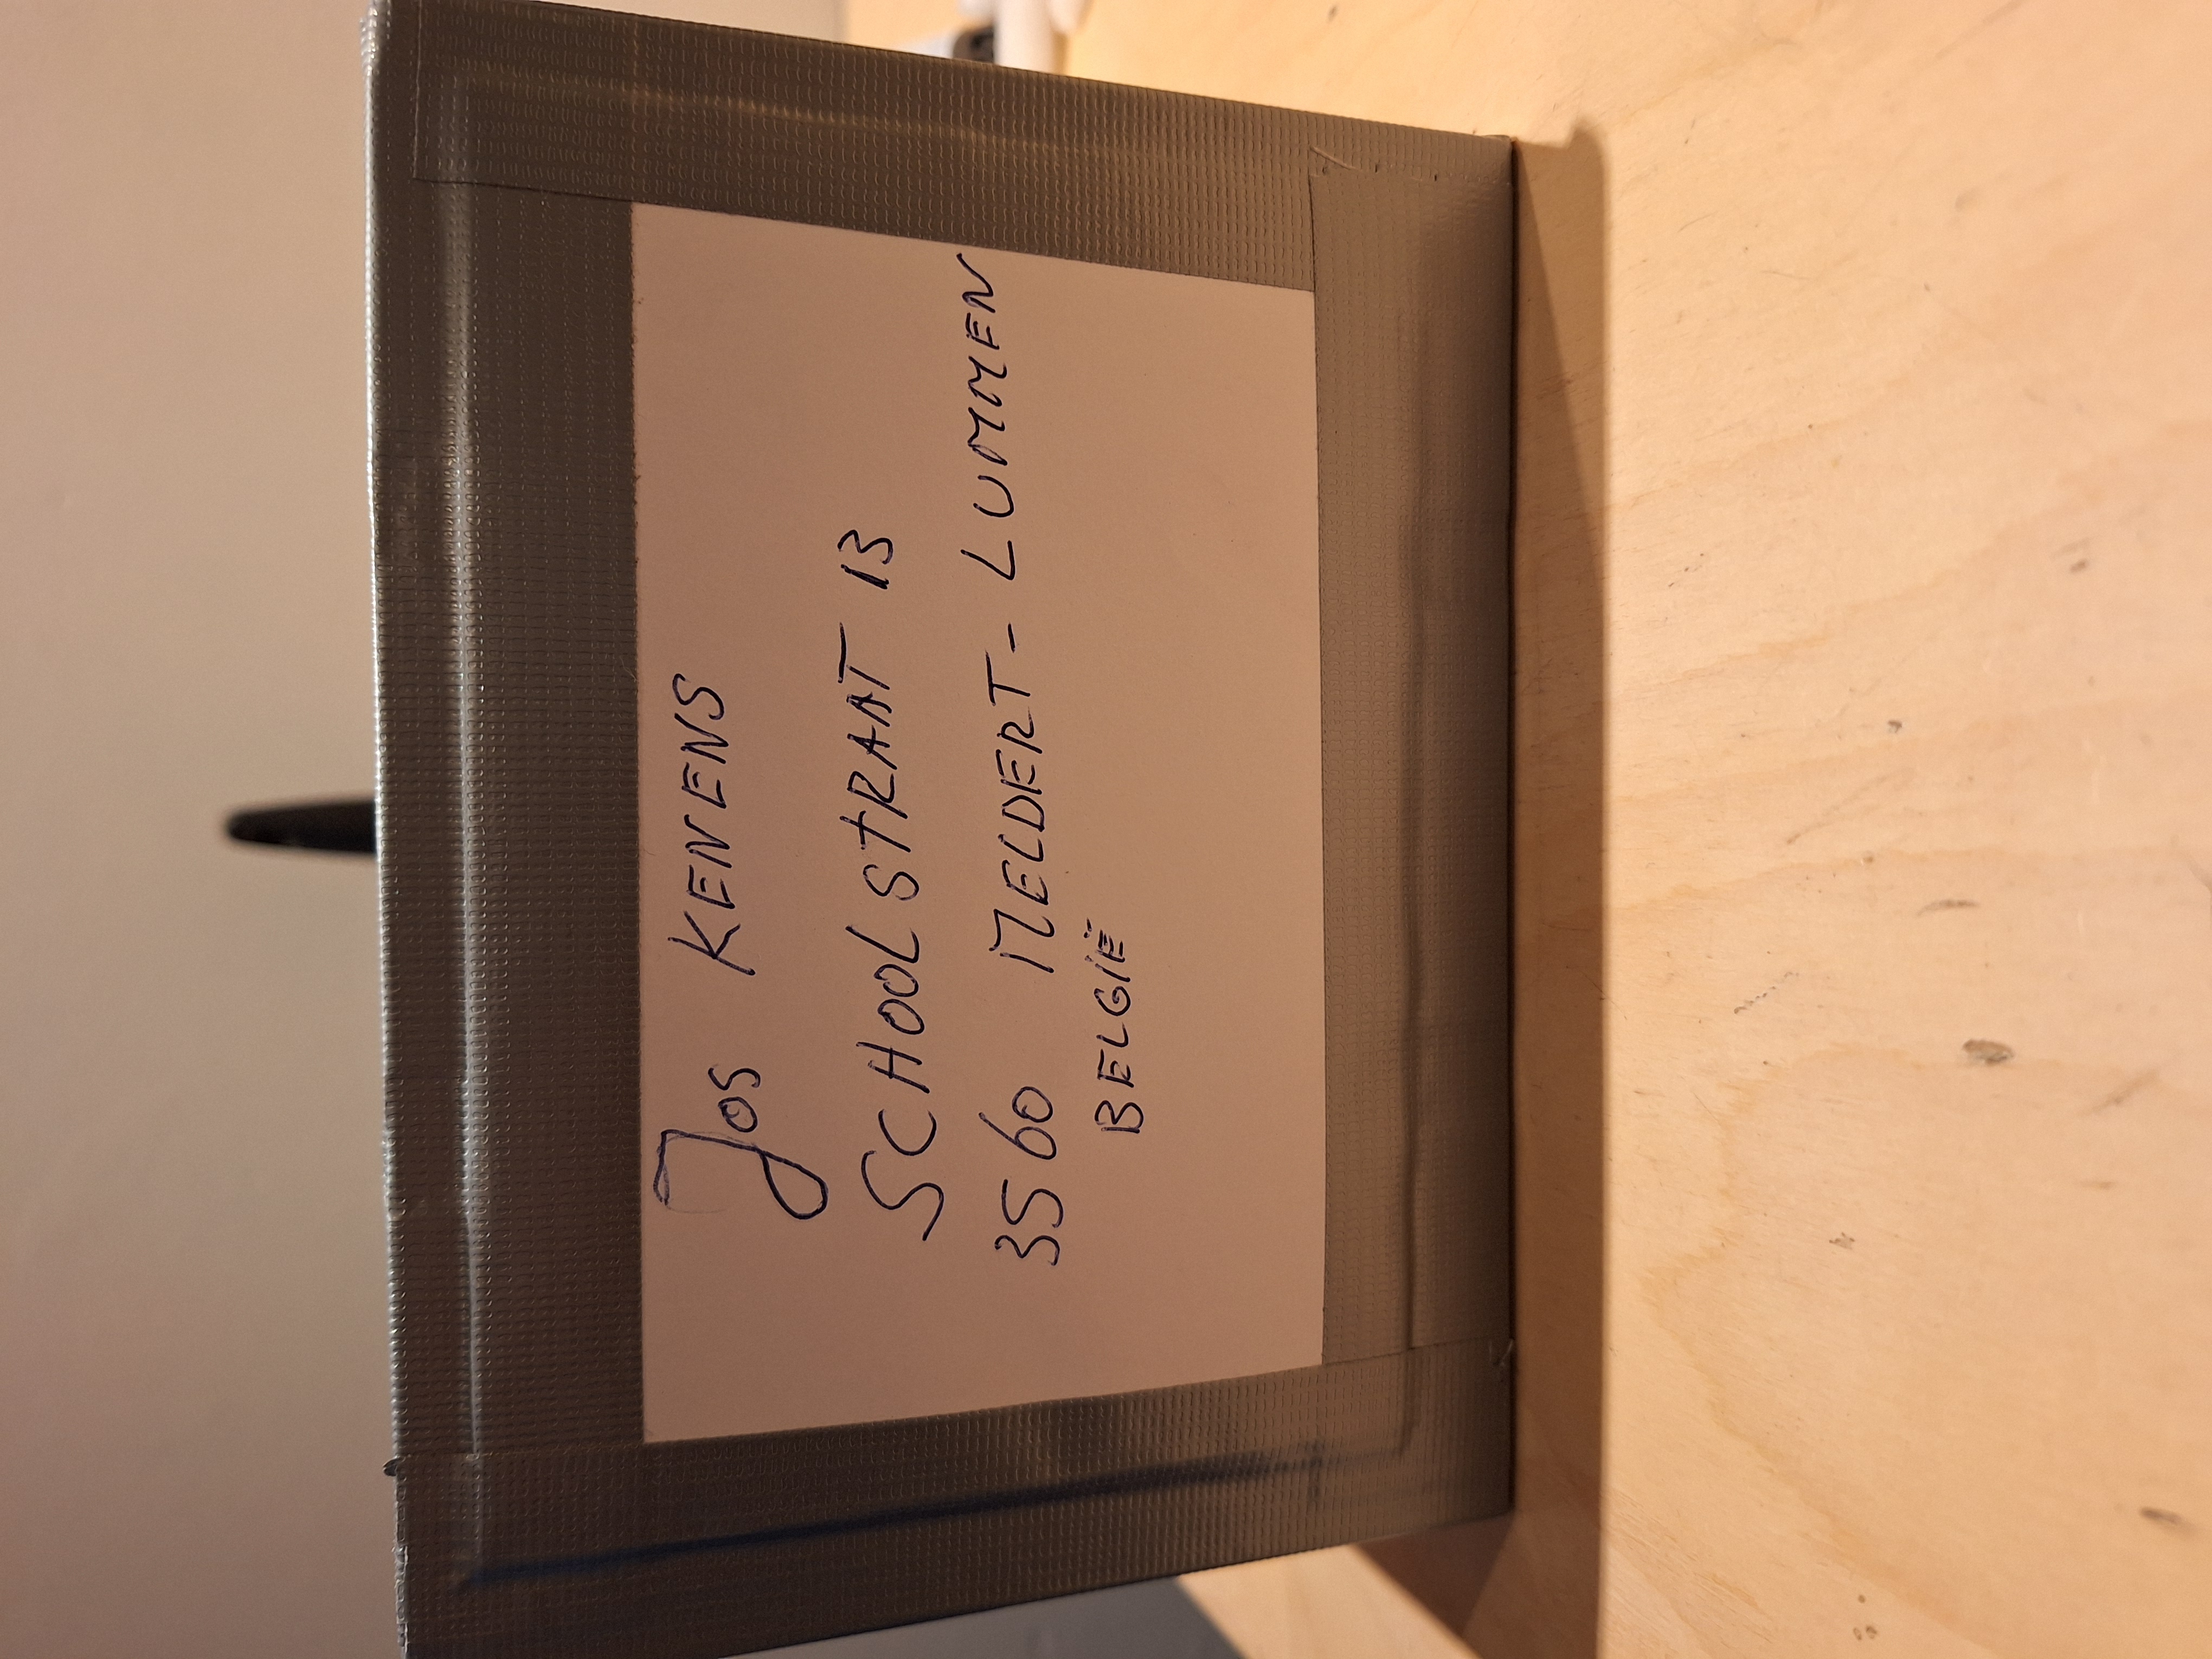 Jos KENENS
SCHOOLSTRAAT 13
3560 MELDERT - LUMMEN
BELGIË